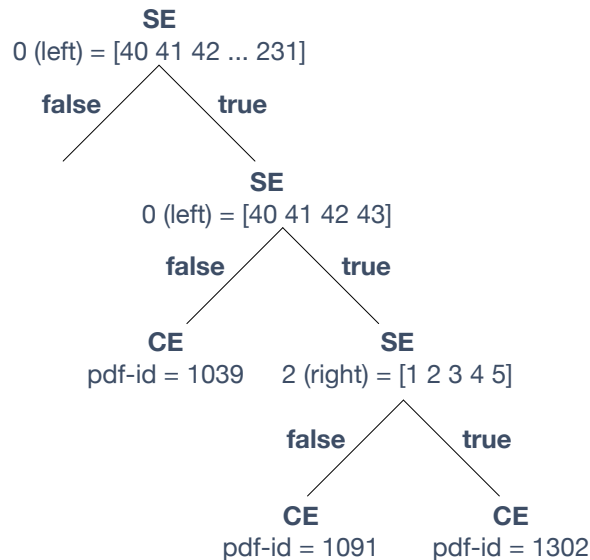 SE
0 (left) = [40 41 42 ... 231]
false true
SE
0 (left) = [40 41 42 43]
false true
CE SE
pdf-id = 1039 2 (right) = [1 2 3 4 5]
false true
CE CE
pdf-id = 1091 pdf-id = 1302